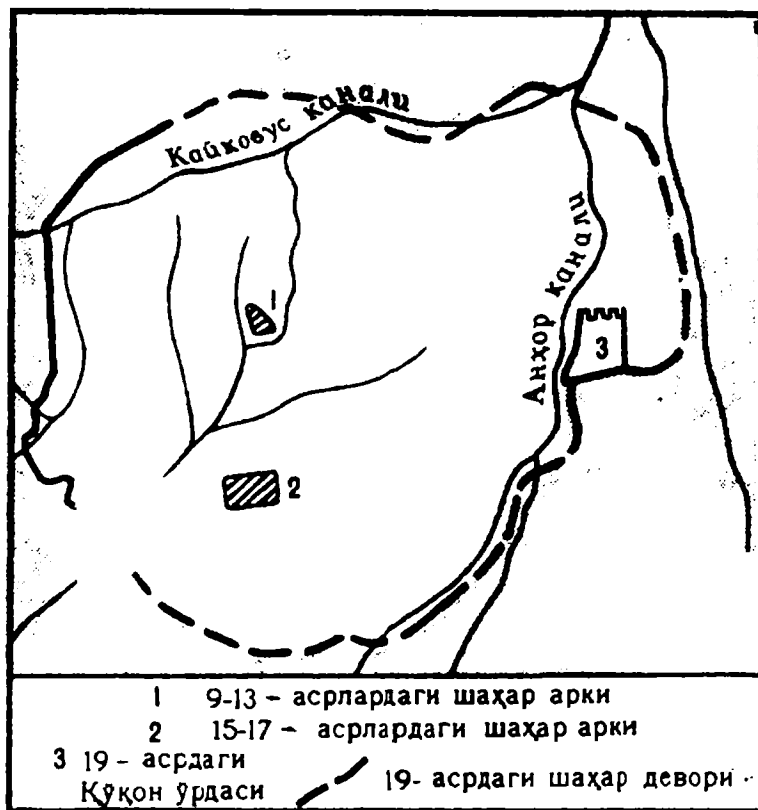 Кайковус канали
Анҳор канали
1
3
2
1 9-13 - асрлардаги шаҳар арки
2 15-17 - асрлардаги шаҳар арки
3 19 - асрдаги
Қўқон ўрдаси
19- асрдаги шаҳар девори